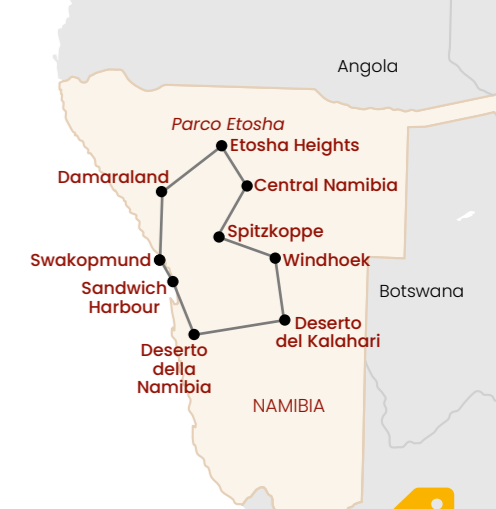 Angola
Parco Etosha
Etosha Heights
Damaraland
Central Namibia
Spitzkoppe
Swakopmund
Windhoek
Sandwich
Harbour
Botswana
Deserto
del Kalahari
Deserto
della
Namibia
NAMIBIA